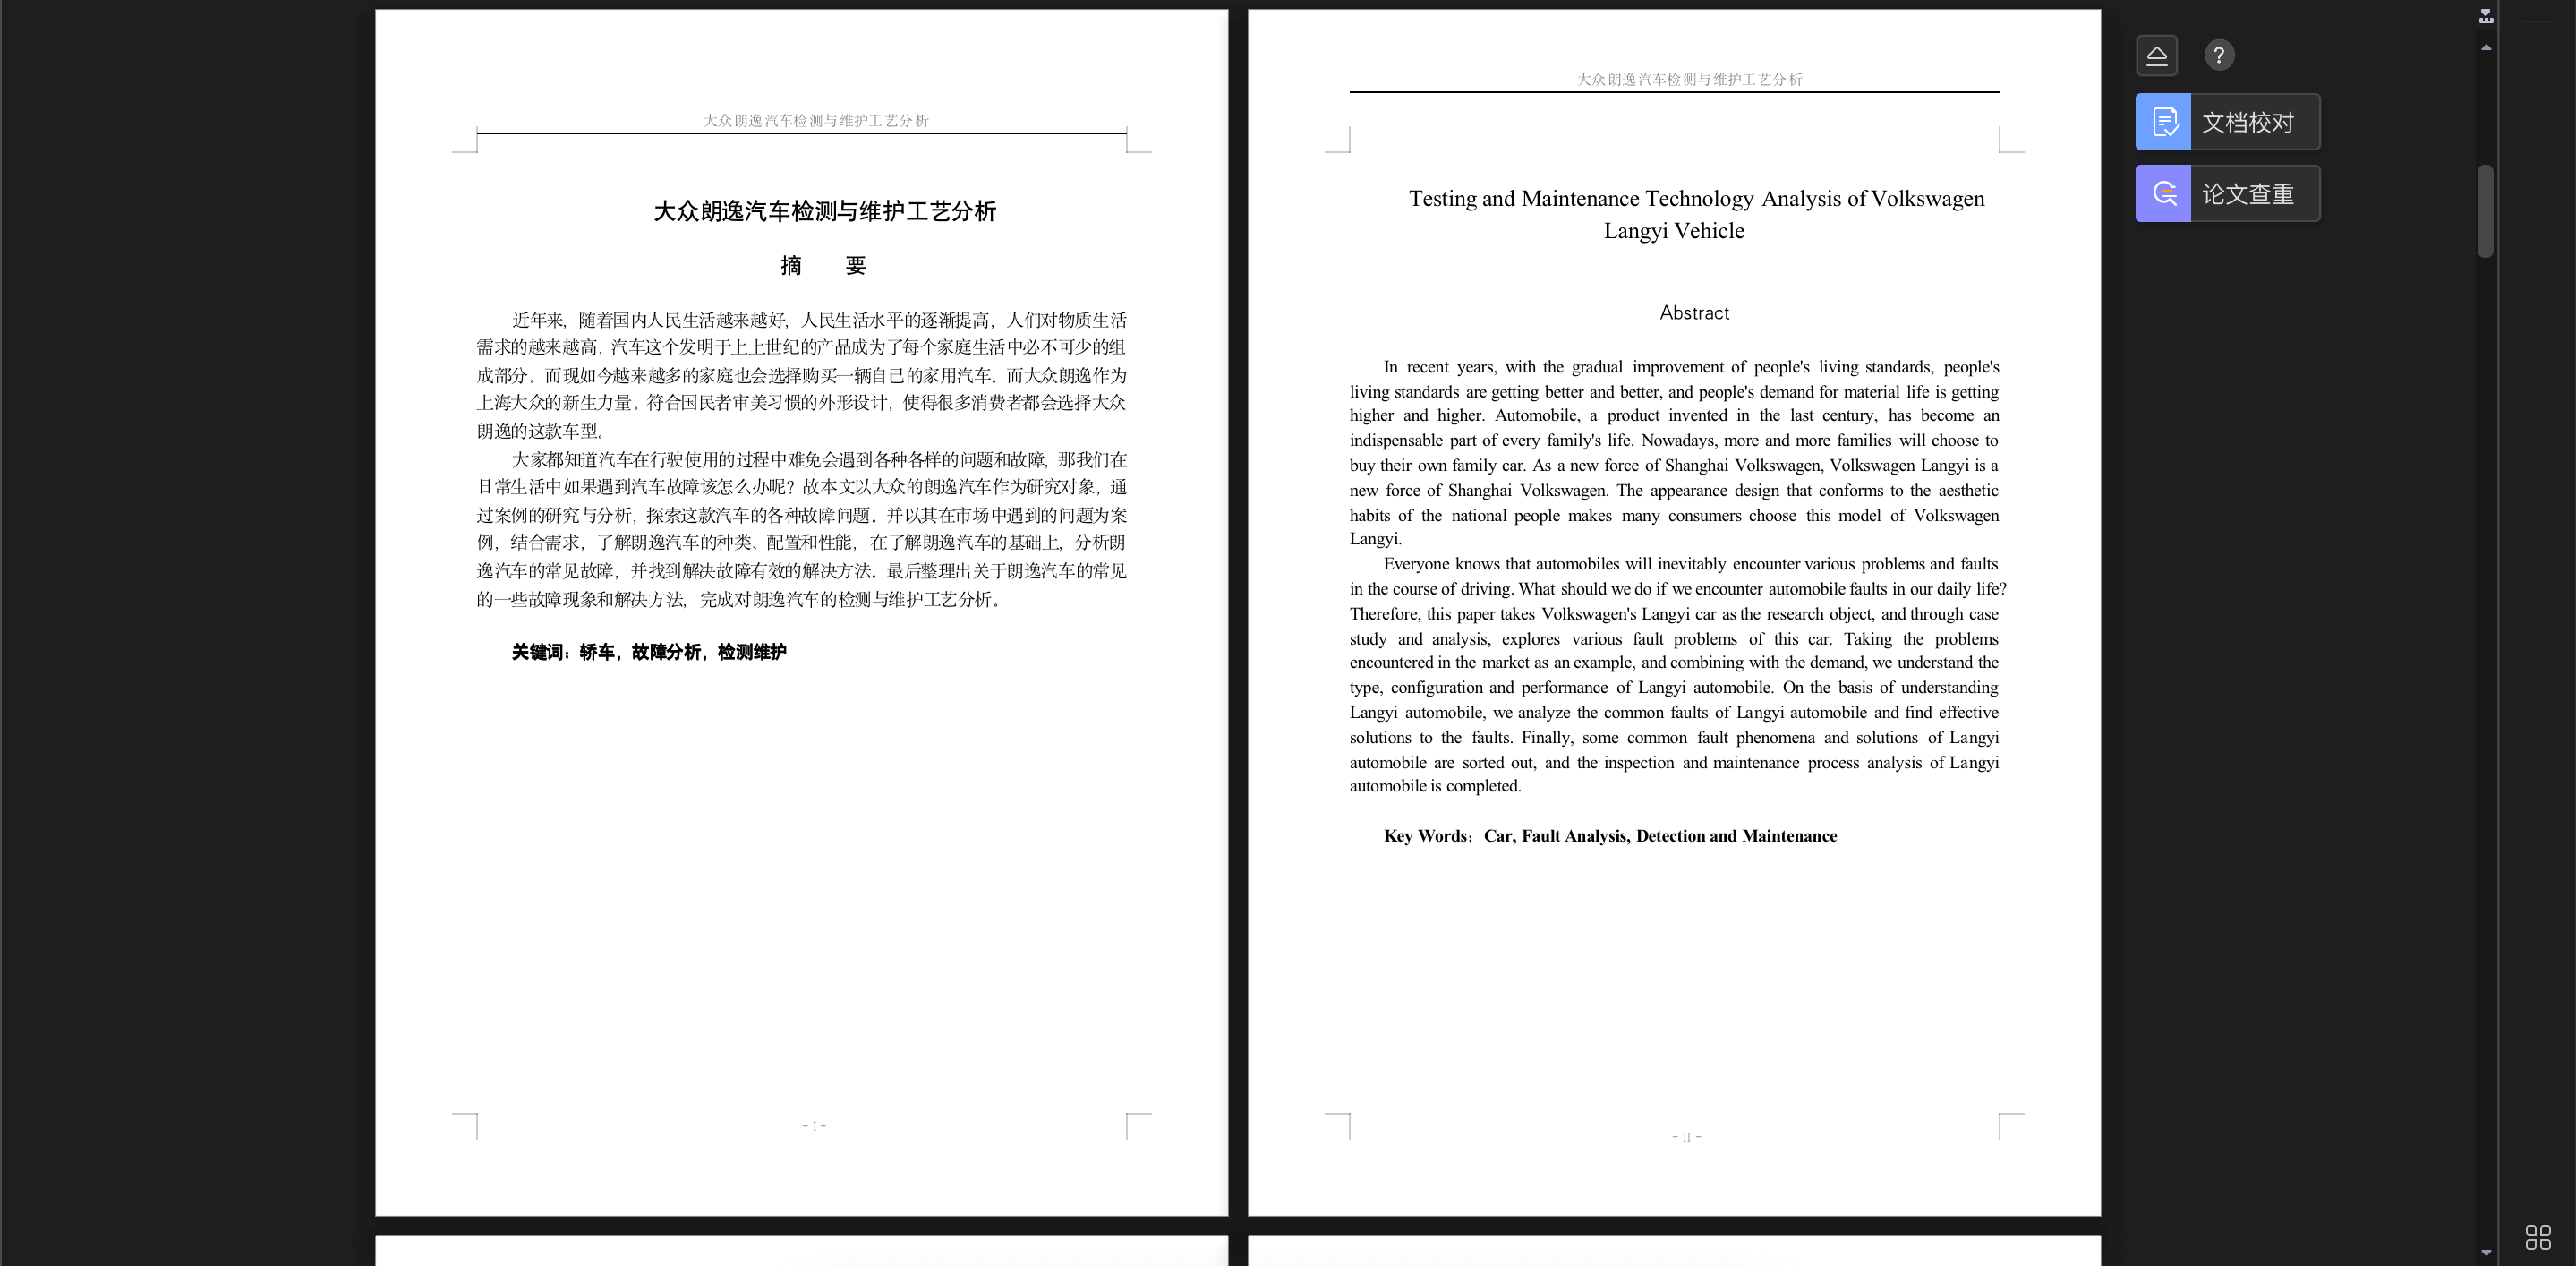 大众朗逸汽车检测与维护工艺分析
大众朗逸汽车检测与维护工艺分析
摘 要
近年来，随着国内人民生活越来越好，人民生活水平的逐渐提高，人们对物质生活
需求的越来越高，汽车这个发明于上上世纪的产品成为了每个家庭生活中必不可少的组
成部分。而现如今越来越多的家庭也会选择购买一辆自己的家用汽车。而大众朗逸作为
上海大众的新生力量。符合国民者审美习惯的外形设计，使得很多消费者都会选择大众
朗逸的这款车型。
大家都知道汽车在行驶使用的过程中难免会遇到各种各样的问题和故障，那我们在
日常生活中如果遇到汽车故障该怎么办呢？故本文以大众的朗逸汽车作为研究对象，通
过案例的研究与分析，探索这款汽车的各种故障问题。并以其在市场中遇到的问题为案
例，结合需求，了解朗逸汽车的种类、配置和性能，在了解朗逸汽车的基础上，分析朗
逸汽车的常见故障，并找到解决故障有效的解决方法。最后整理出关于朗逸汽车的常见
的一些故障现象和解决方法，完成对朗逸汽车的检测与维护工艺分析。
关键词：轿车，故障分析，检测维护
- I -
大众朗逸汽车检测与维护工艺分析
Testing and Maintenance Technology Analysis of Volkswagen
Langyi Vehicle
Abstract
In recent years, with the gradual improvement of people's living standards, people's
living standards are getting better and better, and people's demand for material life is getting
higher and higher. Automobile, a product invented in the last century, has become an
indispensable part of every family's life. Nowadays, more and more families will choose to
buy their own family car. As a new force of Shanghai Volkswagen, Volkswagen Langyi is a
new force of Shanghai Volkswagen. The appearance design that conforms to the aesthetic
habits of the national people makes many consumers choose this model of Volkswagen
Langyi.
Everyone knows that automobiles will inevitably encounter various problems and faults
in the course of driving. What should we do if we encounter automobile faults in our daily life?
Therefore, this paper takes Volkswagen's Langyi car as the research object, and through case
study and analysis, explores various fault problems of this car. Taking the problems
encountered in the market as an example, and combining with the demand, we understand the
type, configuration and performance of Langyi automobile. On the basis of understanding
Langyi automobile, we analyze the common faults of Langyi automobile and find effective
solutions to the faults. Finally, some common fault phenomena and solutions of Langyi
automobile are sorted out, and the inspection and maintenance process analysis of Langyi
automobile is completed.
Key Words：Car, Fault Analysis, Detection and Maintenance
- II -
?
文档校对
论文查重